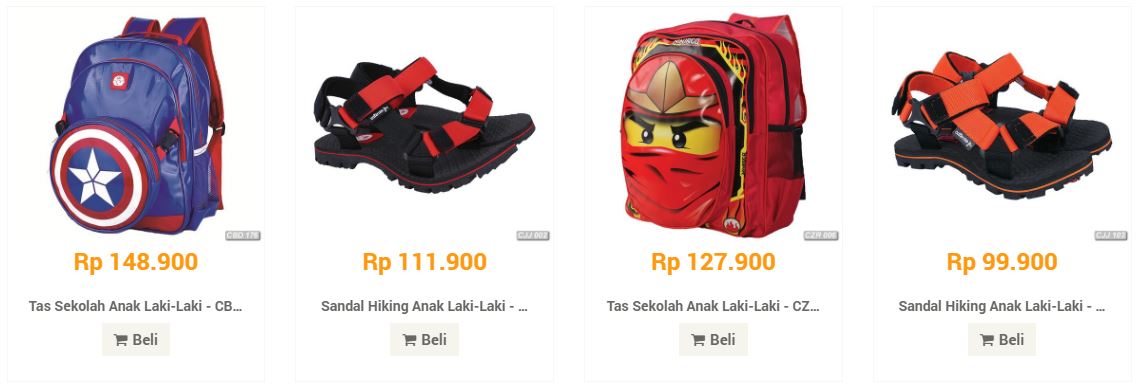 CBD 176
CJJ 002
CZR 006
CJJ 103
Rp 148.900
Rp 111.900
Rp 127.900
Rp 99.900
Tas Sekolah Anak Laki-Laki - CB...
Sandal Hiking Anak Laki-Laki - ...
Tas Sekolah Anak Laki-Laki - CZ...
Sandal Hiking Anak Laki-Laki - ...
Beli
Beli
Beli
Beli